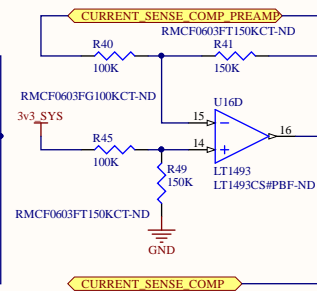 CURRENT_SENSE_COMP_PREAMP
RMCF0603FT150KCT-ND
R40
R41
100K
150K
RMCF0603FG100KCT-ND
U16D
3v3_SYS
15
16
R45
14
100K
R49
150K
LT1493
LT1493CS#PBF-ND
RMCF0603FT150KCT-ND
GND
CURRENT_SENSE_COMP